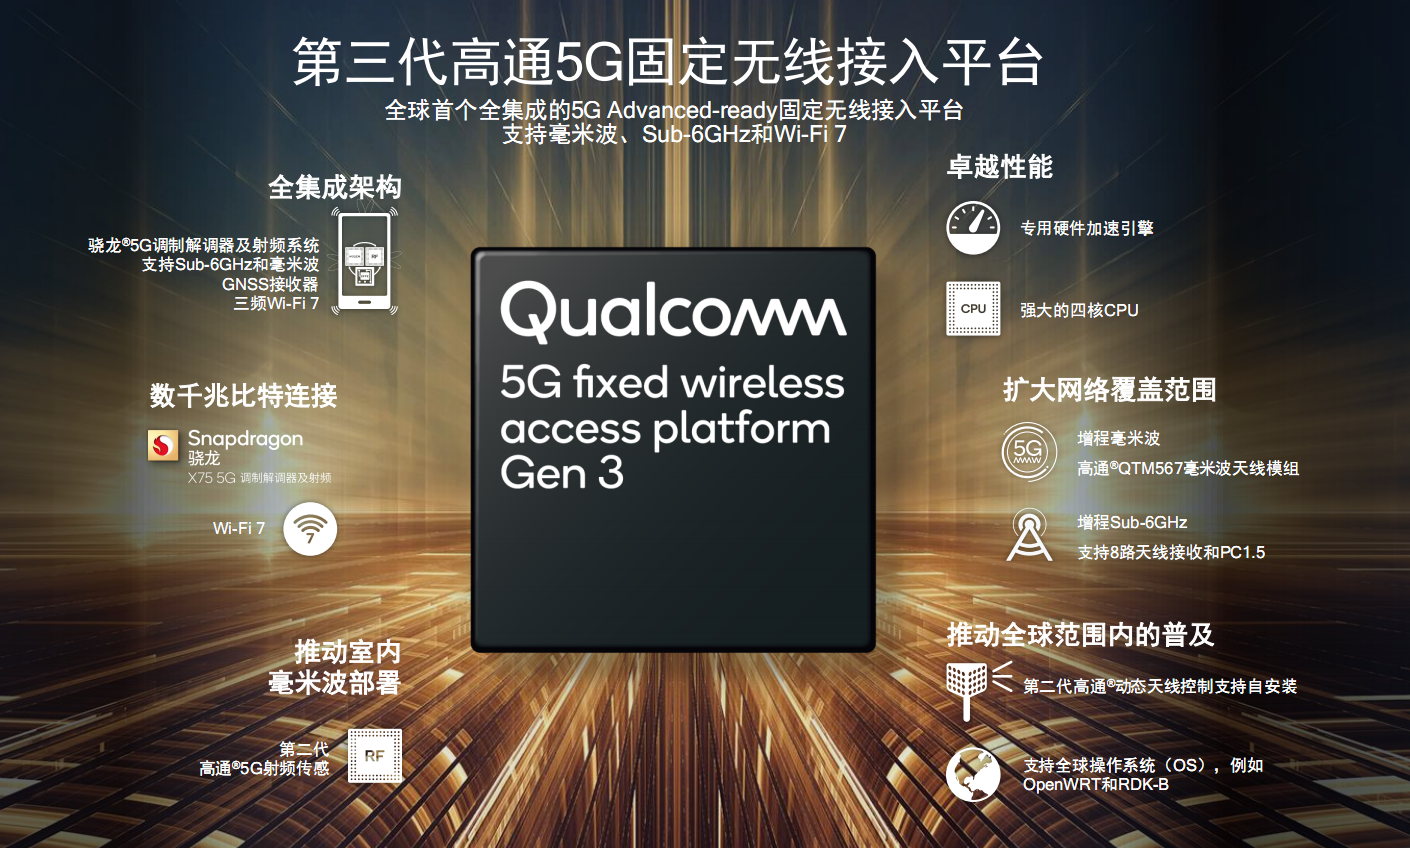 第三代高通5G固定无线接入平台
全球首个全集成的5G Advanced-ready固定无线接入平台
支持毫米波、Sub-6GHz和Wi-Fi 7
全集成架构
骁龙®5G调制解调器及射频系统
支持Sub-6GHz和毫米波
GNSS接收器
三频Wi-Fi 7
RF
数千兆比特连接
Snapdragon
骁龙
X75 5G 调制解调器及射频
Wi-Fi 7
7
推动室内
毫米波部署
第二代
高通®5G射频传感
RF
Qualcomm
5G fixed wireless
access platform
Gen 3
卓越性能
专用硬件加速引擎
CPU
强大的四核CPU
扩大网络覆盖范围
5G
增程毫米波
高通®QTM567毫米波天线模组
增程Sub-6GHz
支持8路天线接收和PC1.5
推动全球范围内的普及
第二代高通®动态天线控制支持自安装
支持全球操作系统（OS），例如
OpenWRT和RDK-B